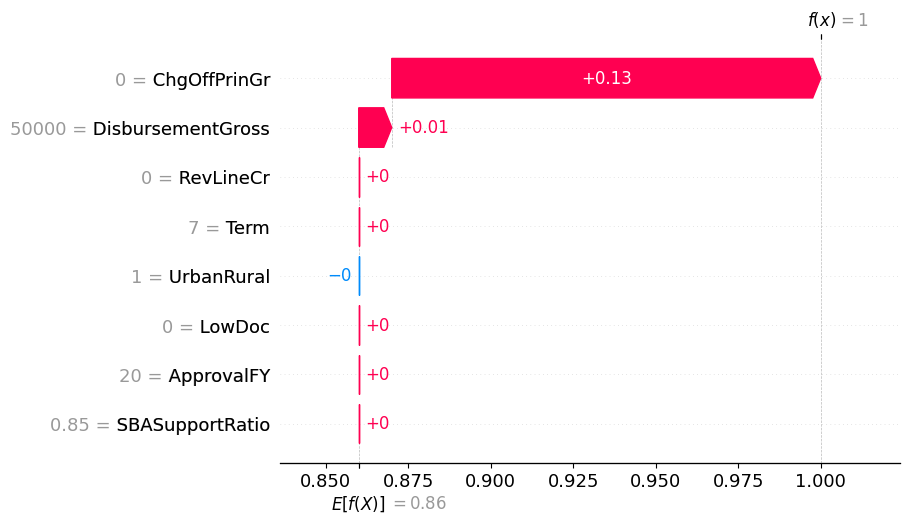 f(x) = 1
0 = ChgOffPrinGr
+0.13
50000 = DisbursementGross
+0.01
0 = RevLineCr
+0
7 = Term
+0
1 = UrbanRural
−0
0 = LowDoc
+0
20 = ApprovalFY
+0
0.85 = SBASupportRatio
+0
0.850 0.875 0.900 0.925 0.950 0.975 1.000
E[f(X)] = 0.86